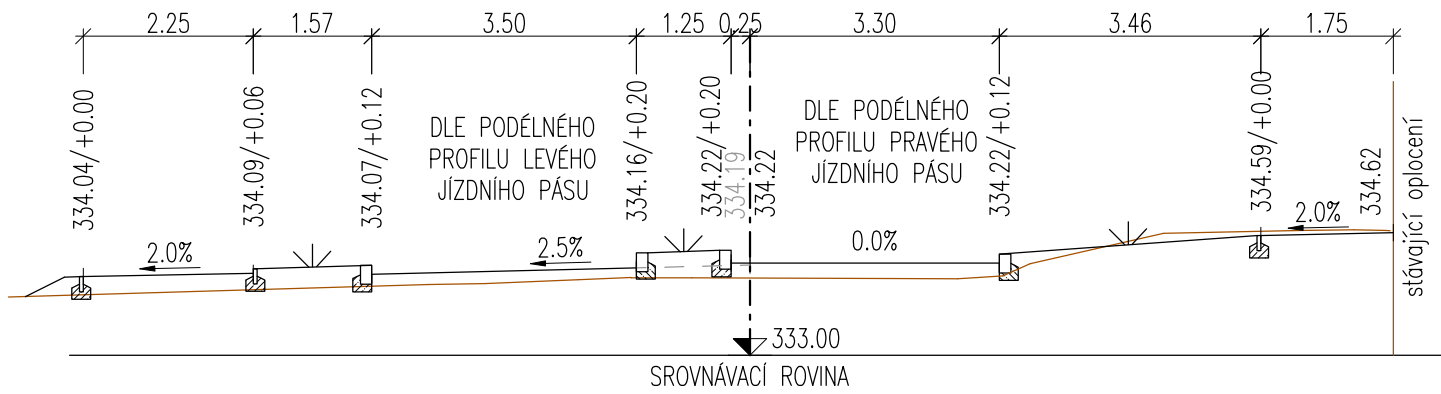 2.25
1.57
3.50
1.25
0.25
3.30
3.46
1.75
334.04/+0.00
334.09/+0.06
334.07/+0.12
DLE PODÉLNÉHO
PROFILU LEVÉHO
JÍZDNÍHO PÁSU
334.16/+0.20
334.22/+0.20
334.19
334.22
DLE PODÉLNÉHO
PROFILU PRAVÉHO
JÍZDNÍHO PÁSU
334.22/+0.12
334.59/+0.00
334.62
stávající oplocení
2.0%
2.5%
0.0%
2.0%
333.00
SROVNÁVACÍ ROVINA